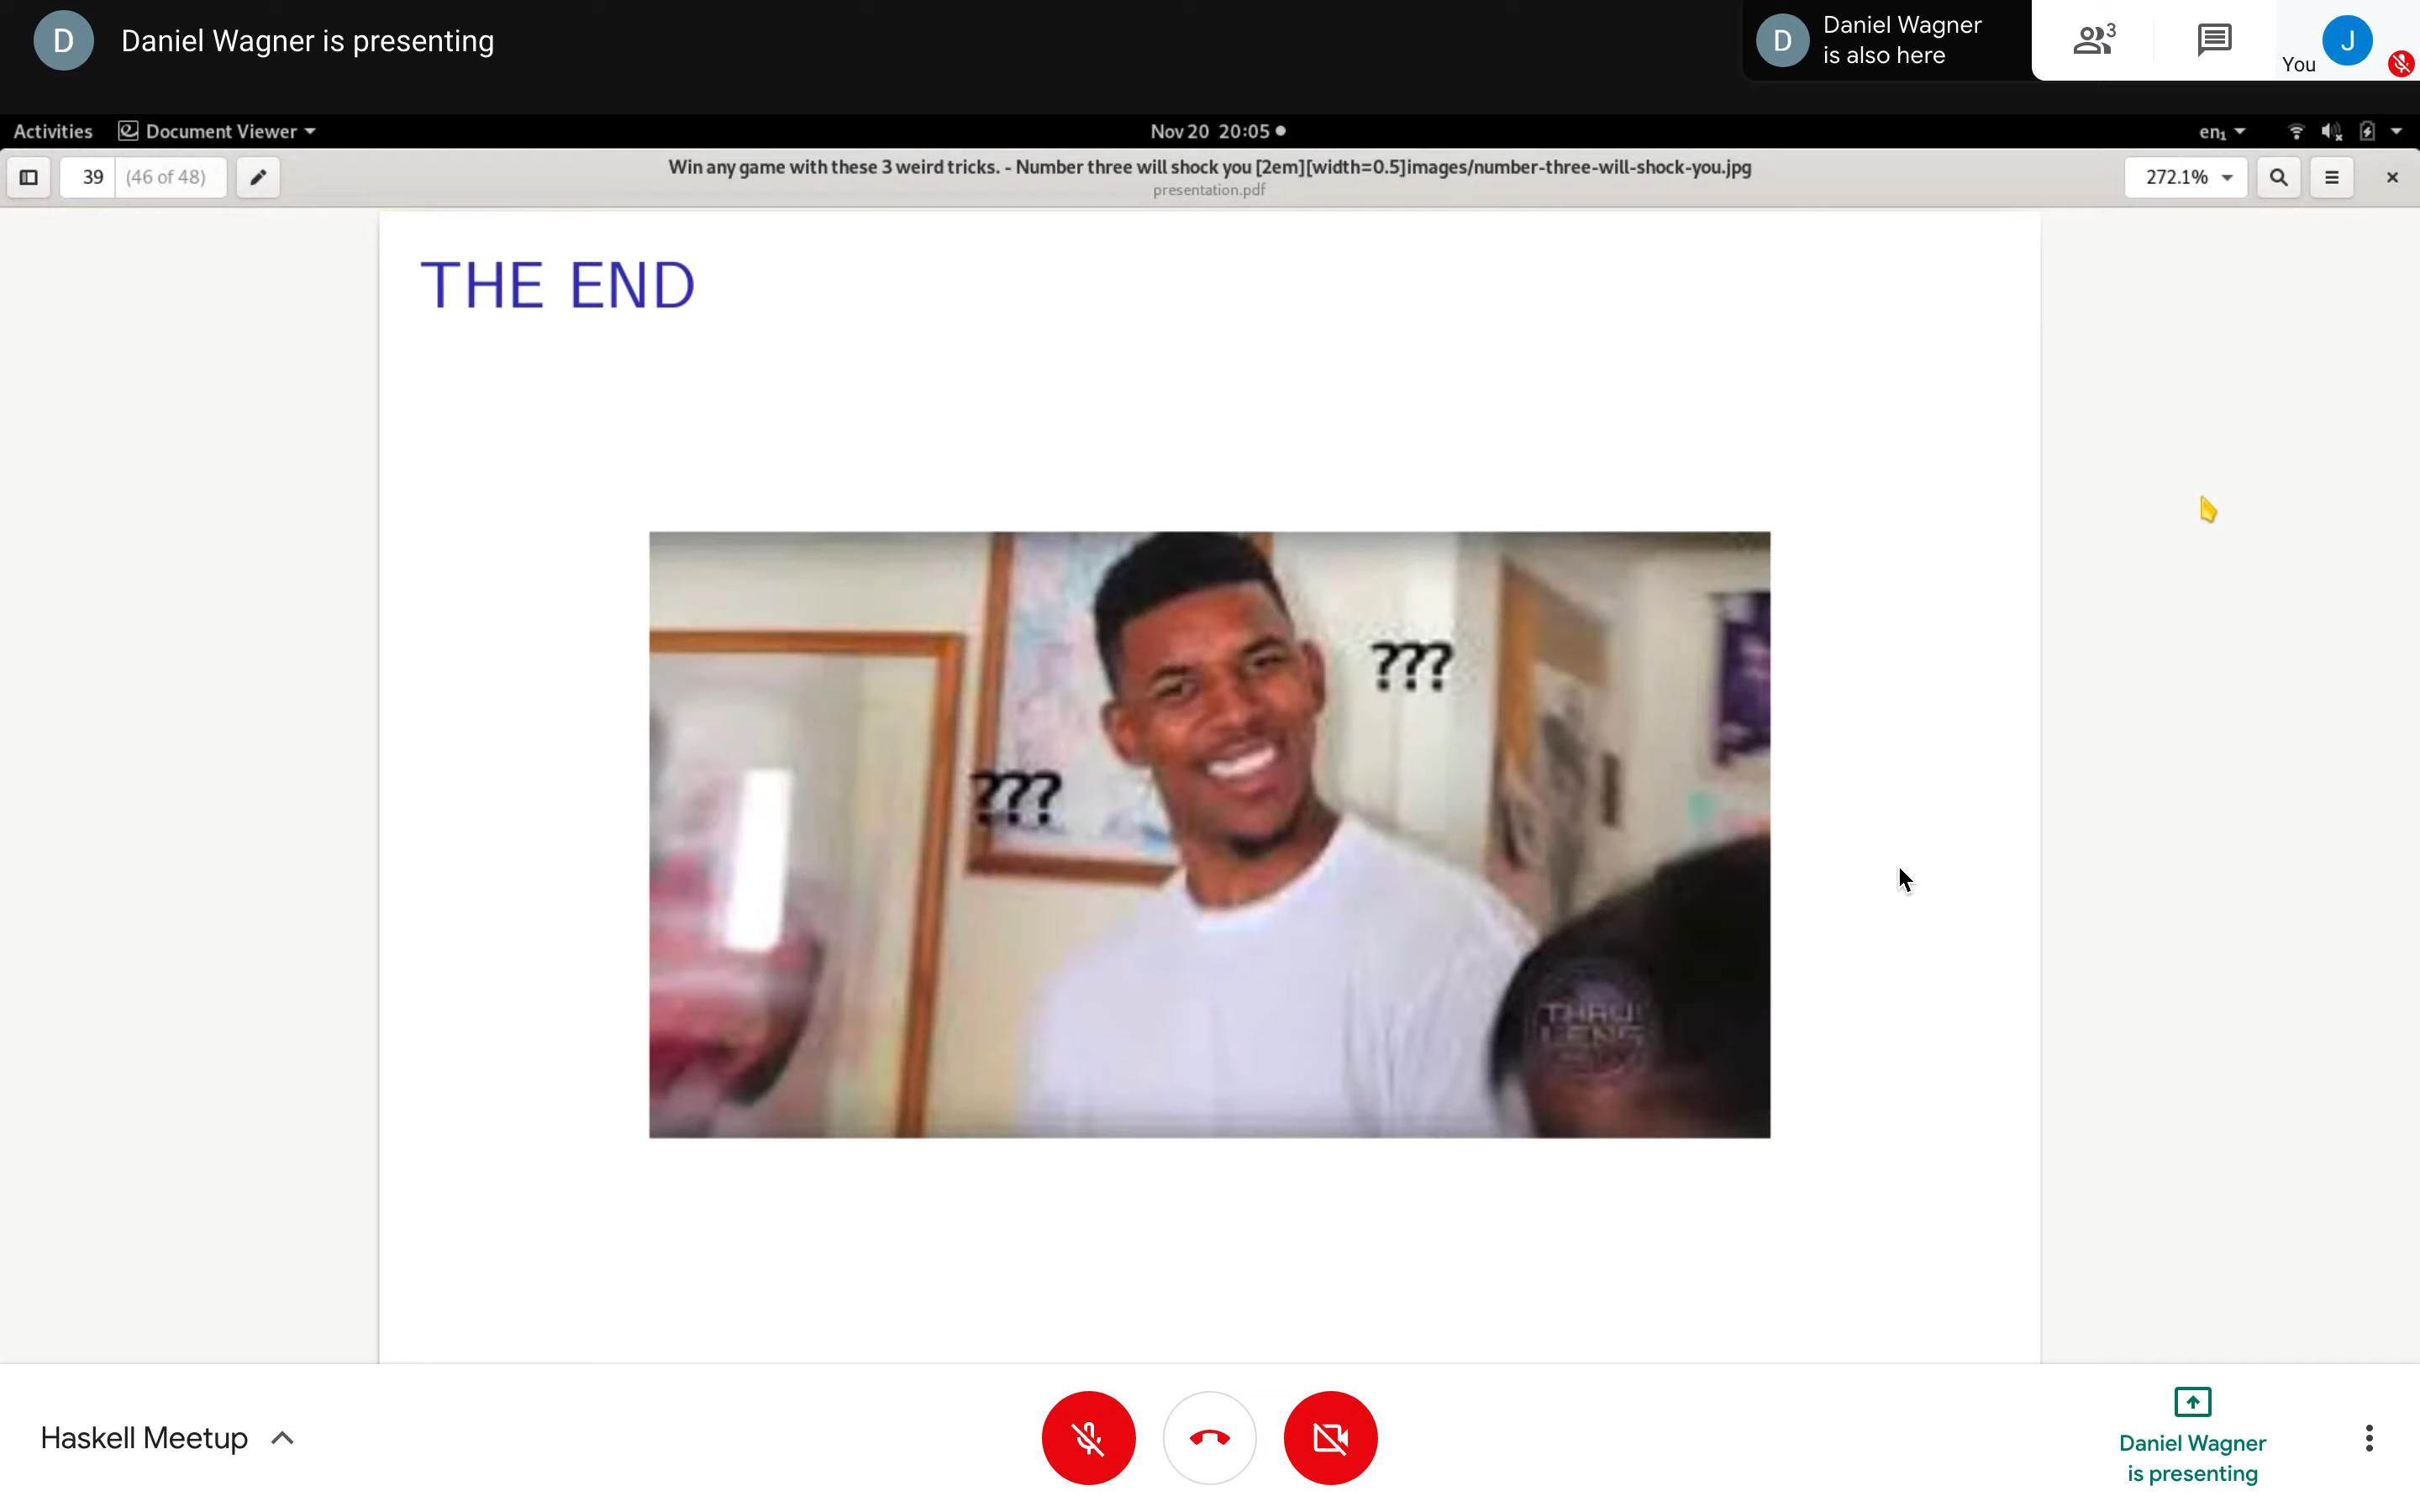 D
Daniel Wagner is presenting
D
Daniel Wagner
is also here
3
You
J
Activities
Document Viewer
Nov 20 20:05
en₁
39
(46 of 48)
Win any game with these 3 weird tricks. - Number three will shock you [2em][width=0.5]images/number-three-will-shock-you.jpg
presentation.pdf
272.1%
THE END
???
???
THRU
LENS
Haskell Meetup
Daniel Wagner
is presenting